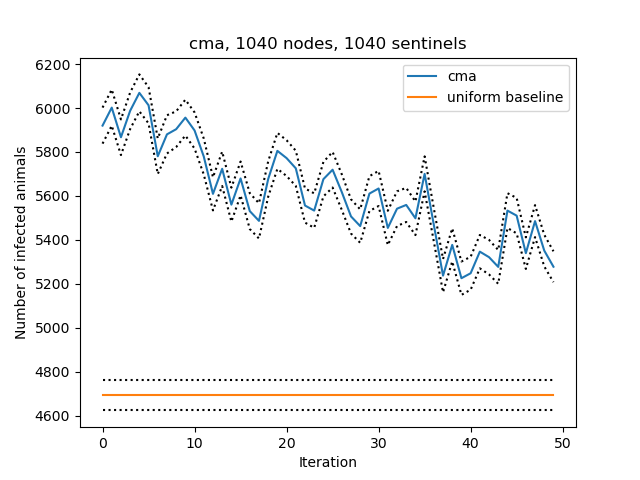 cma, 1040 nodes, 1040 sentinels
cma
uniform baseline
Number of infected animals
6200
6000
5800
5600
5400
5200
5000
4800
4600
0 10 20 30 40 50
Iteration